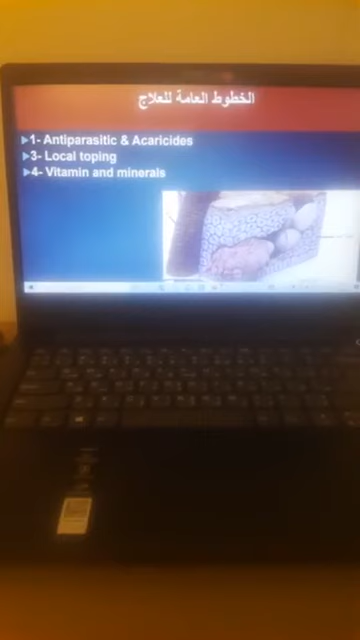 الخطوط العامة للعلاج
1- Antiparasitic & Acaricides
3- Local toping
4- Vitamin and minerals